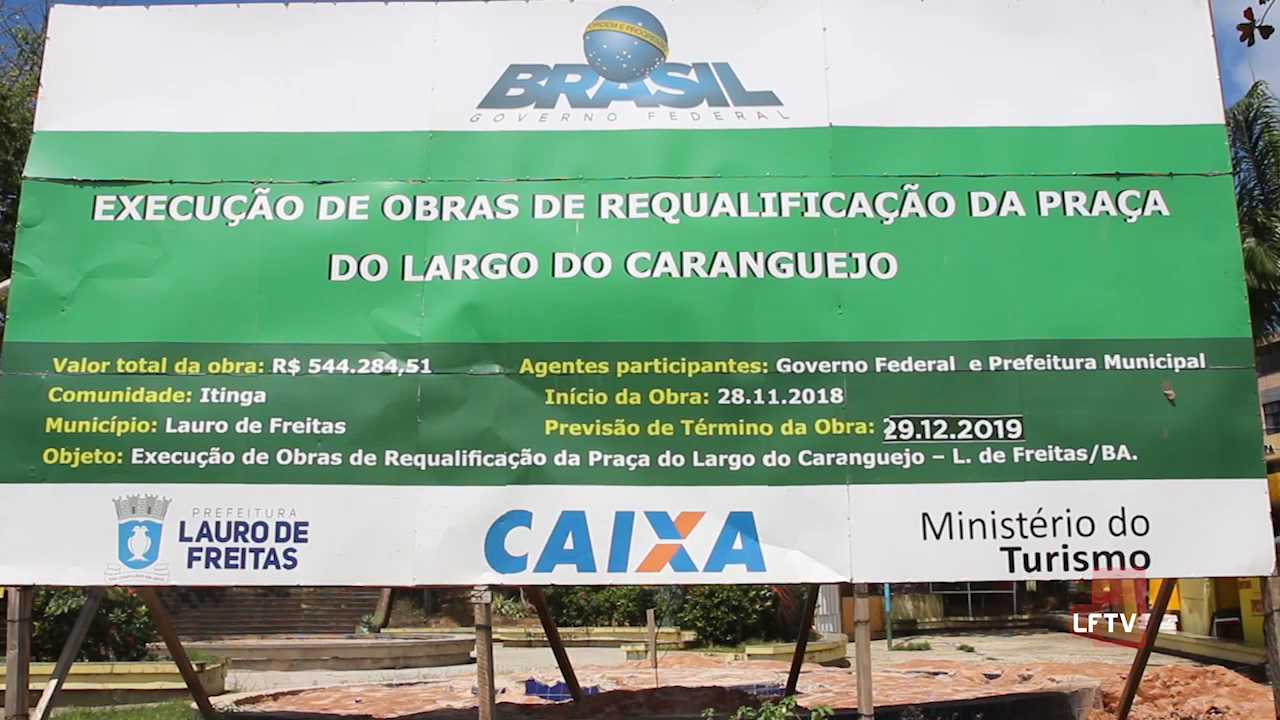 ORDEM E PROGRESSO
BRASIL
GOVERNO FEDERAL
EXECUÇÃO DE OBRAS DE REQUALIFICAÇÃO DA PRAÇA
DO LARGO DO CARANGUEJO
Valor total da obra: R$ 544.284,51
Agentes participantes: Governo Federal e Prefeitura Municipal
Comunidade: Itinga
Início da Obra: 28.11.2018
Município: Lauro de Freitas
Previsão de Término da Obra: 29.12.2019
Objeto: Execução de Obras de Requalificação da Praça do Largo do Caranguejo – L. de Freitas/BA.
PREFEITURA
LAURO DE
FREITAS
CAIXA
Ministério do
Turismo
LFTV